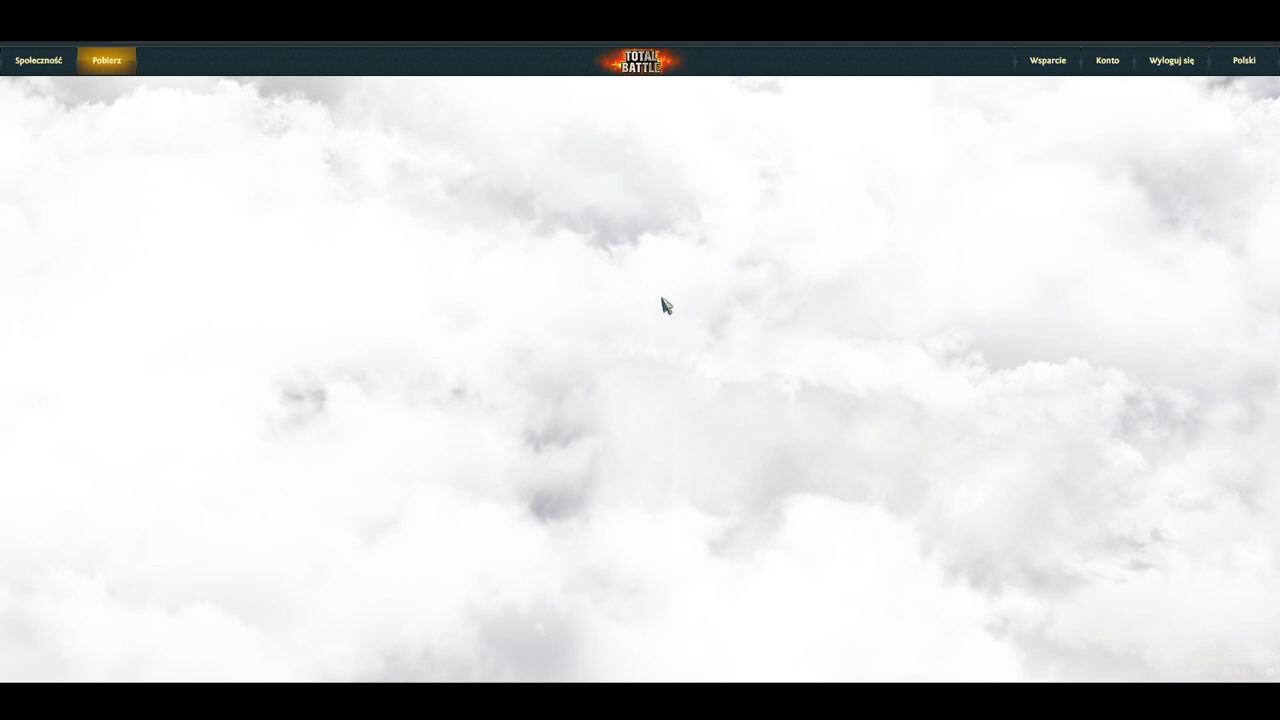 Społeczność
Pobierz
TOTAL
BATTLE
Wsparcie
Konto
Wyloguj się
Polski